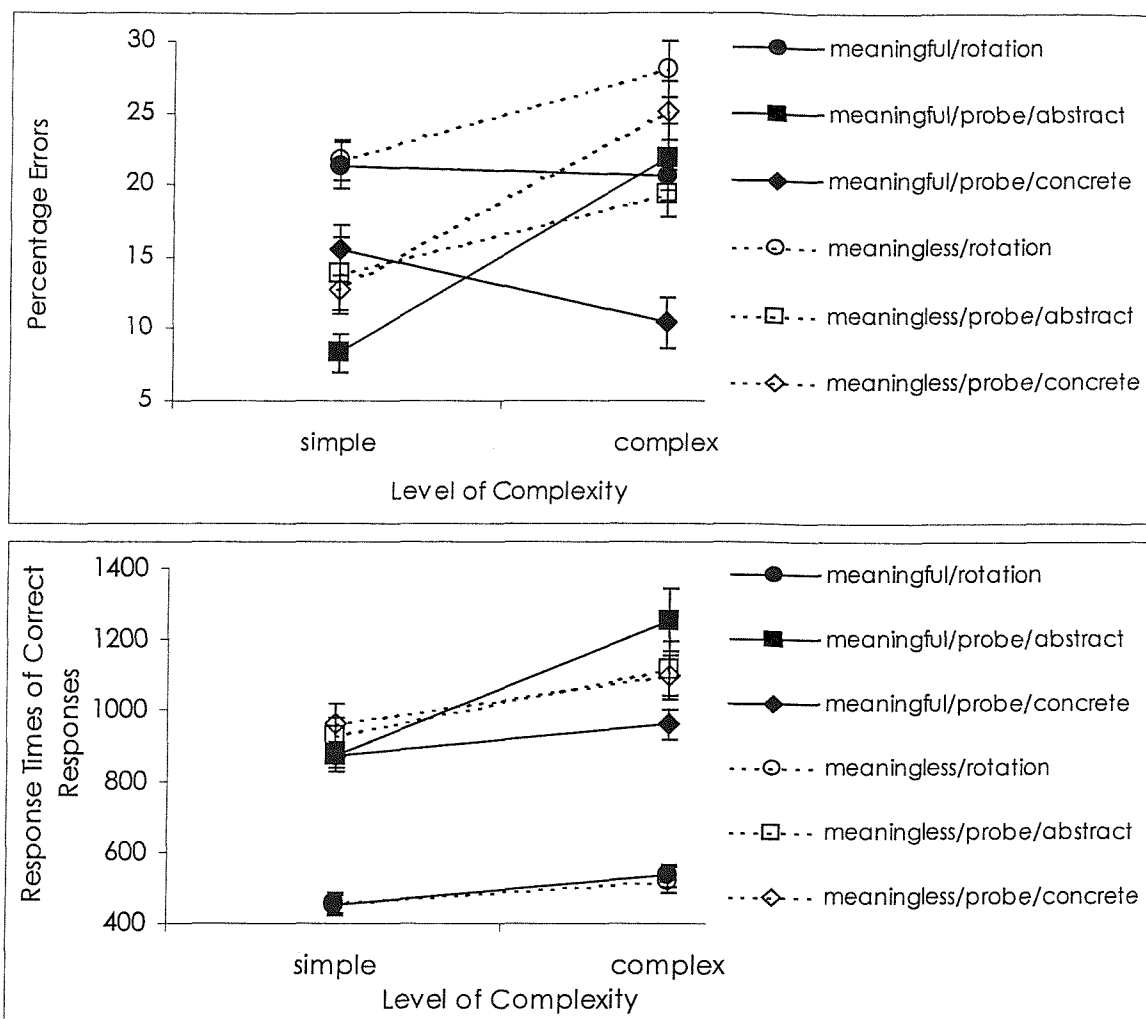 30
25
20
15
10
5
Percentage Errors
simple
complex
Level of Complexity
meaningful/rotation
meaningful/probe/abstract
meaningful/probe/concrete
meaningless/rotation
meaningless/probe/abstract
meaningless/probe/concrete
1400
1200
1000
800
600
400
Response Times of Correct
Responses
simple
complex
Level of Complexity
meaningful/rotation
meaningful/probe/abstract
meaningful/probe/concrete
meaningless/rotation
meaningless/probe/abstract
meaningless/probe/concrete